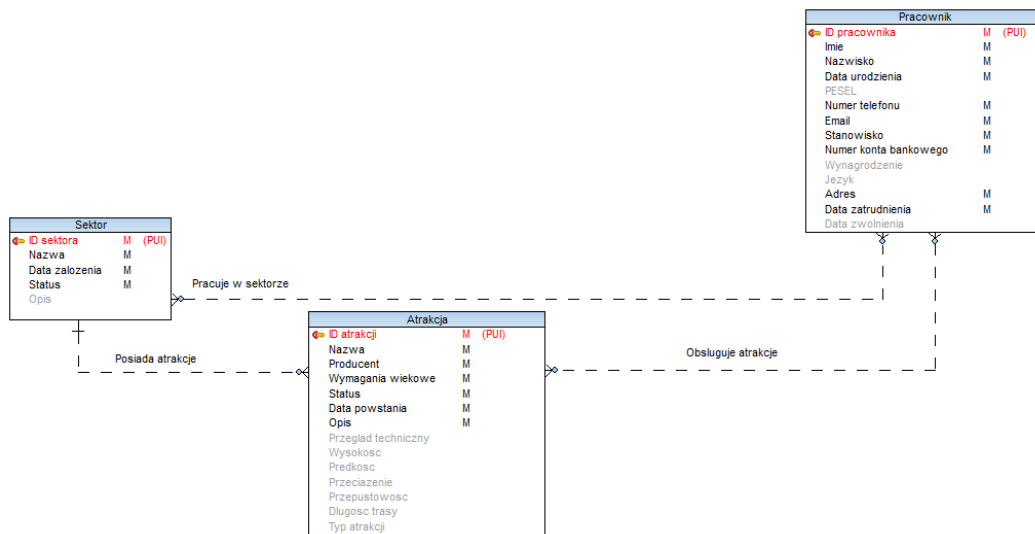 Pracownik
ID pracownika M (PUI)
Imie M
Nazwisko M
Data urodzienia M
PESEL
Numer telefonu M
Email M
Stanowisko M
Numer konta bankowego M
Wynagrodzenie
Jezyk
Adres M
Data zatrudnienia M
Data zwolnienia
Sektor
ID sektora M (PUI)
Nazwa M
Data zalozenia M
Status M
Opis
Pracuje w sektorze
Atrakcja
ID atrakcji M (PUI)
Nazwa M
Producent M
Wymagania wiekowe M
Status M
Data powstania M
Opis M
Przeglad techniczny
Wysokosc
Predkosc
Przeciazenie
Przepustowosc
Dlugosc trasy
Typ atrakcji
Posiada atrakcje
Obsluguje atrakcje